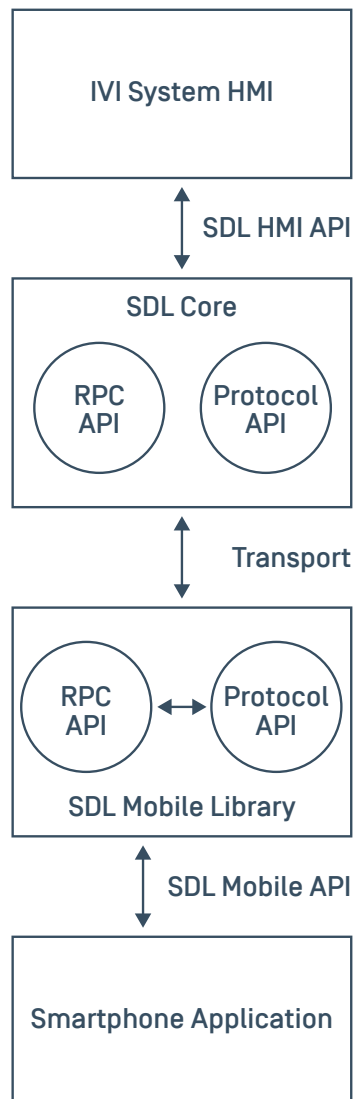 IVI System HMI
SDL HMI API
SDL Core
RPC
API
Protocol
API
Transport
RPC
API
Protocol
API
SDL Mobile Library
SDL Mobile API
Smartphone Application